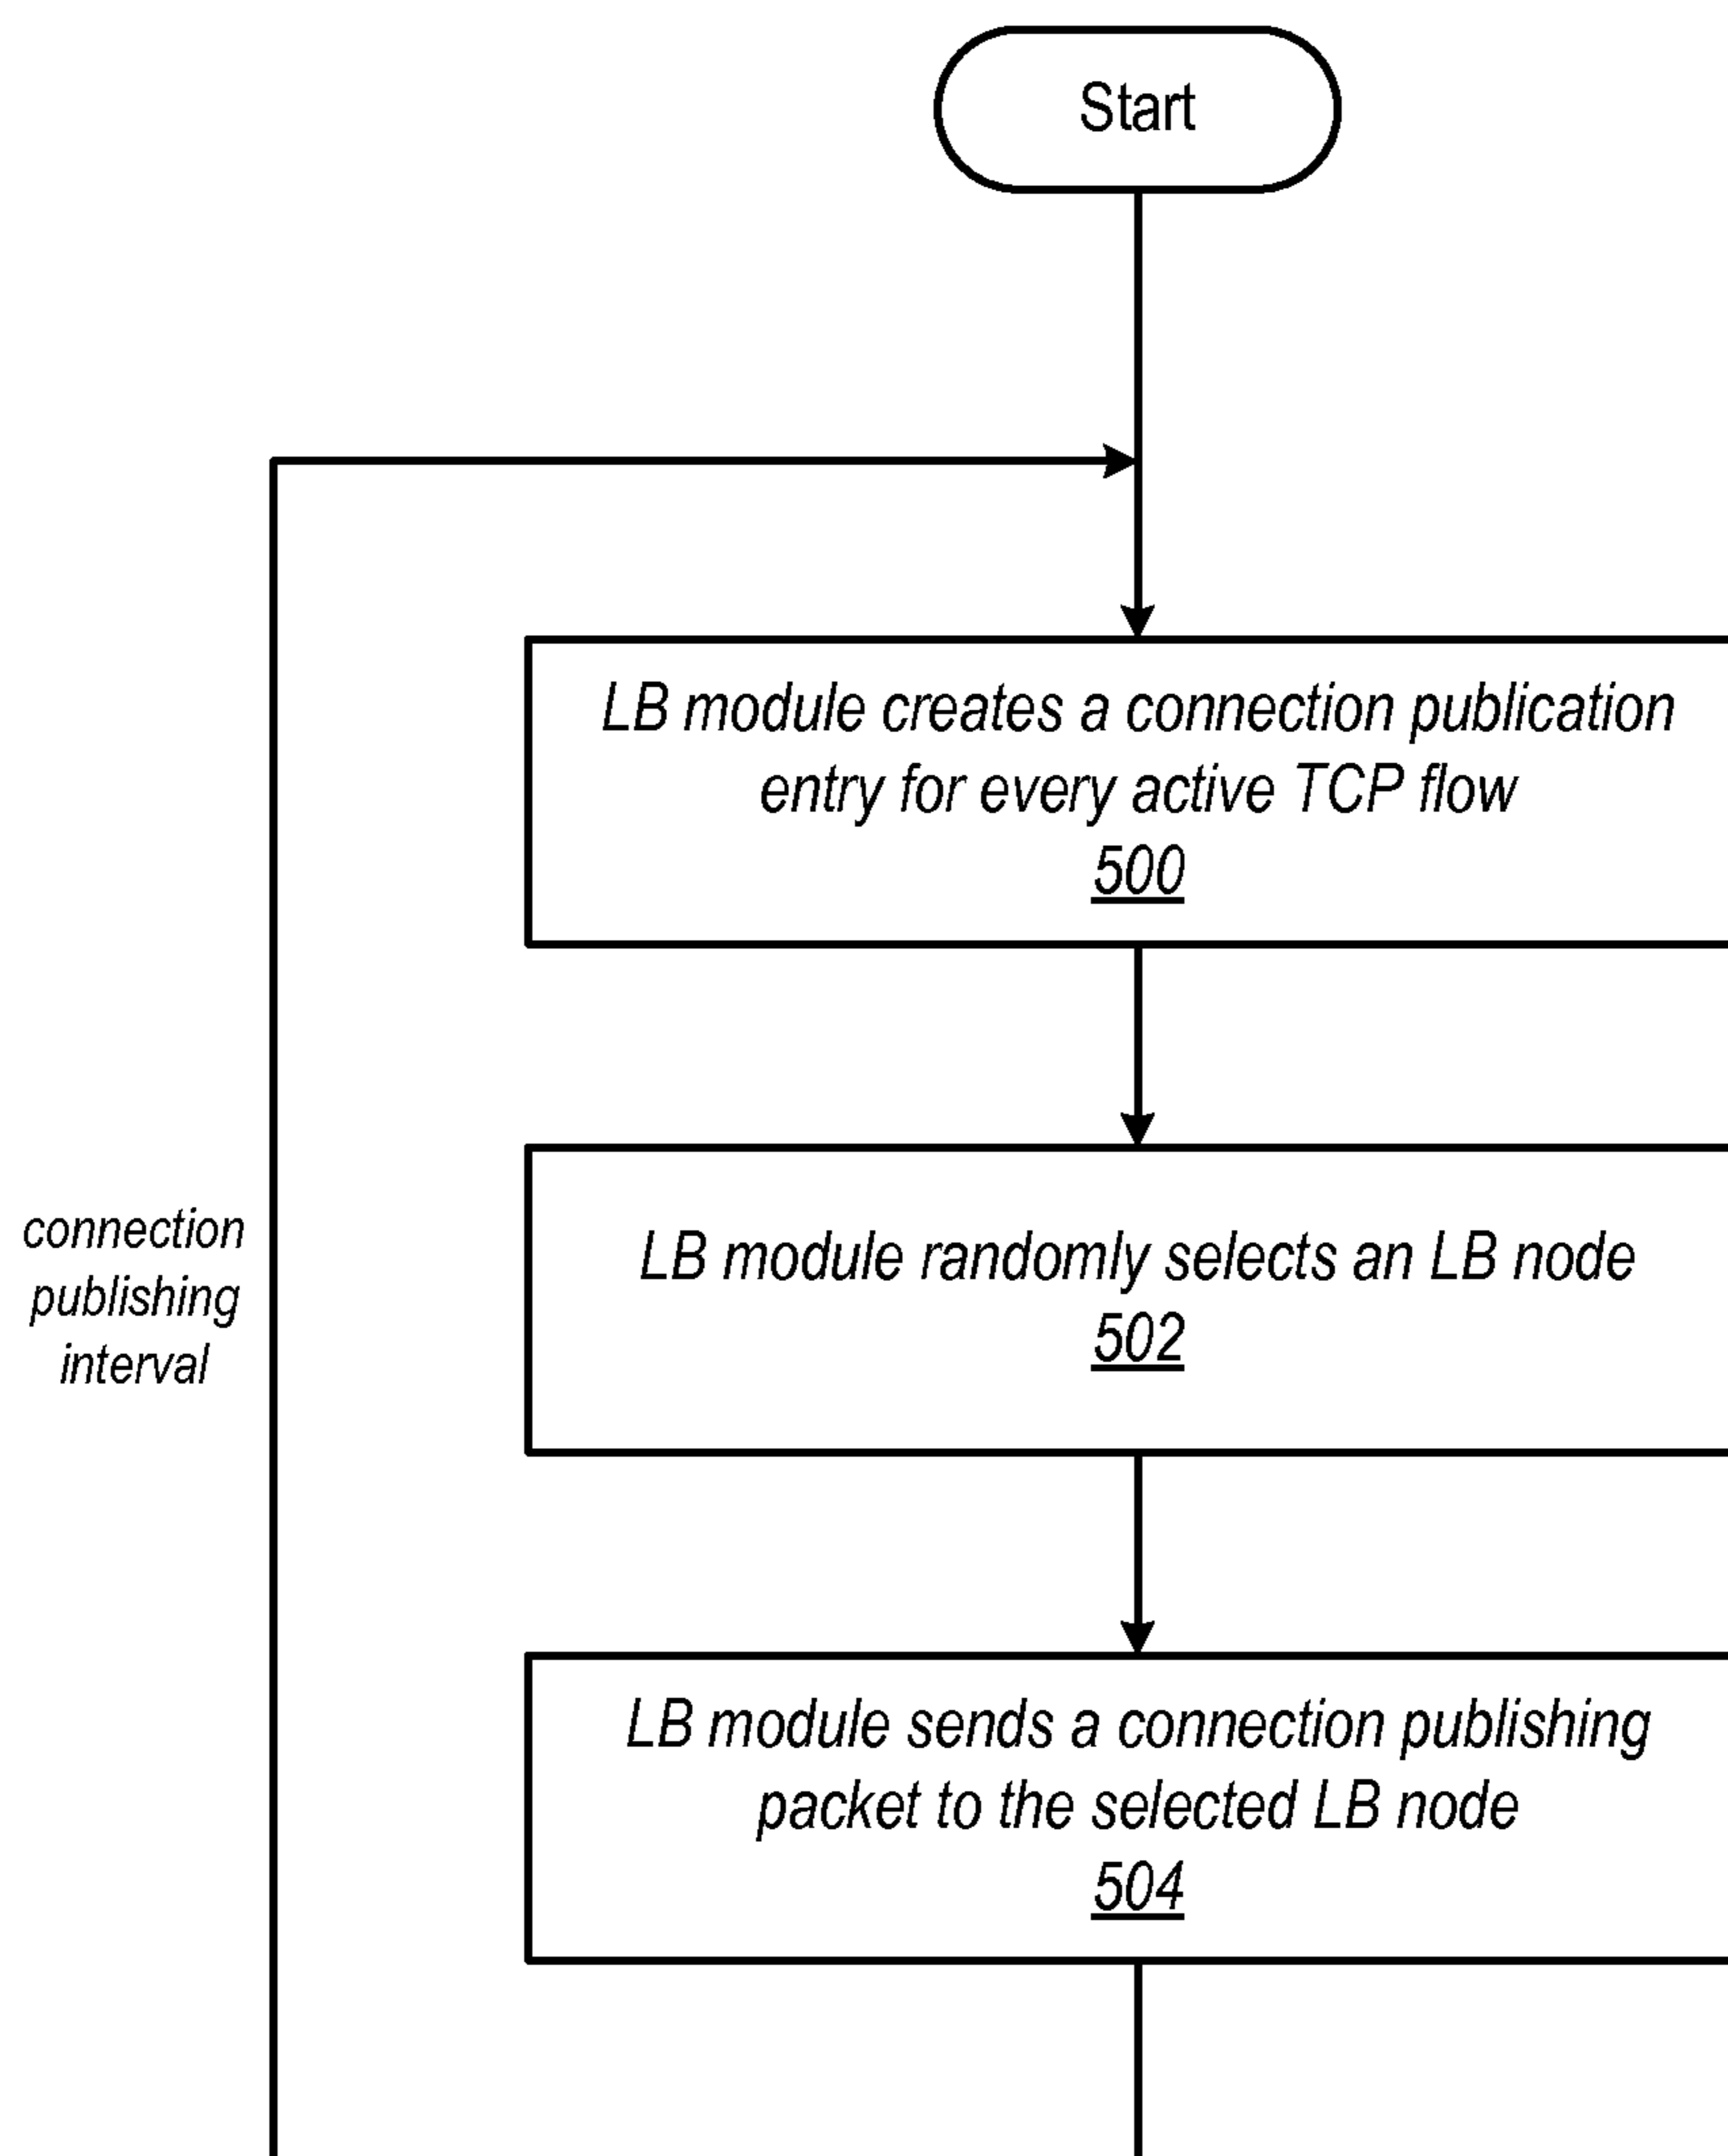 Start
LB module creates a connection publication
entry for every active TCP flow
500
LB module randomly selects an LB node
502
connection
publishing
interval
LB module sends a connection publishing
packet to the selected LB node
504